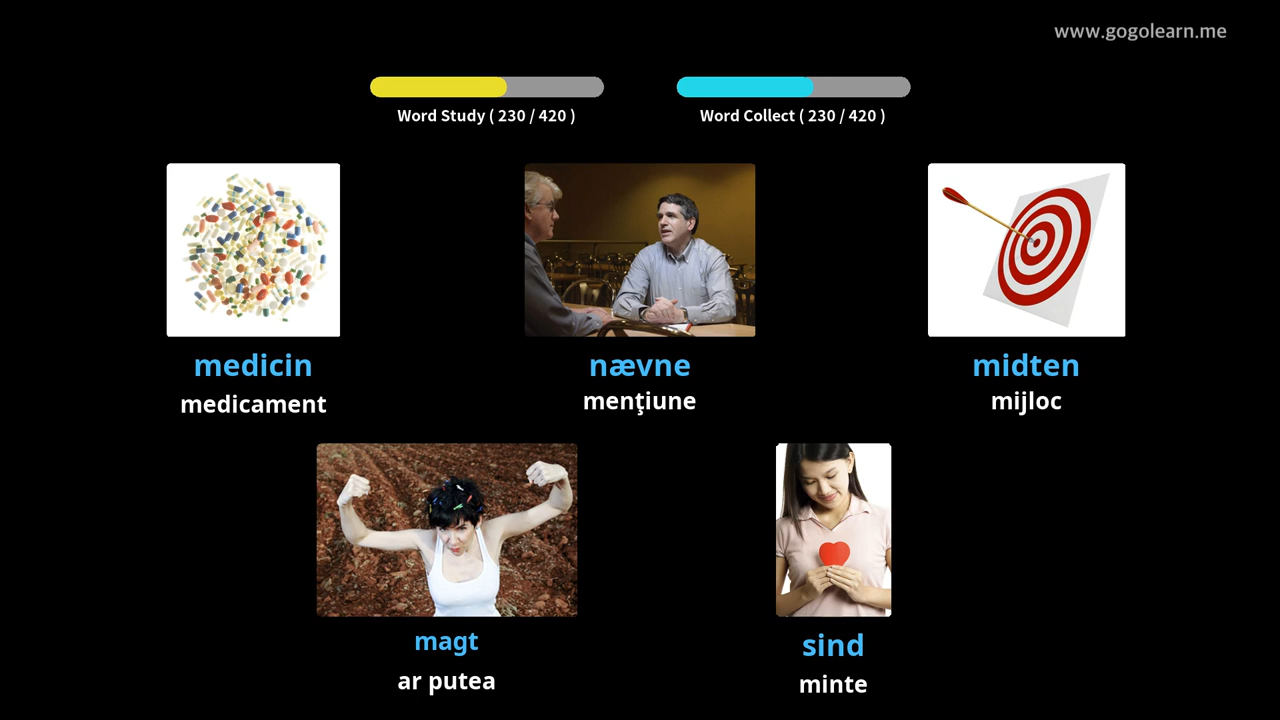 www.gogolearn.me
Word Study ( 230 / 420 )
Word Collect ( 230 / 420 )
medicin
medicament
nævne
menţiune
midten
mijloc
magt
ar putea
sind
minte